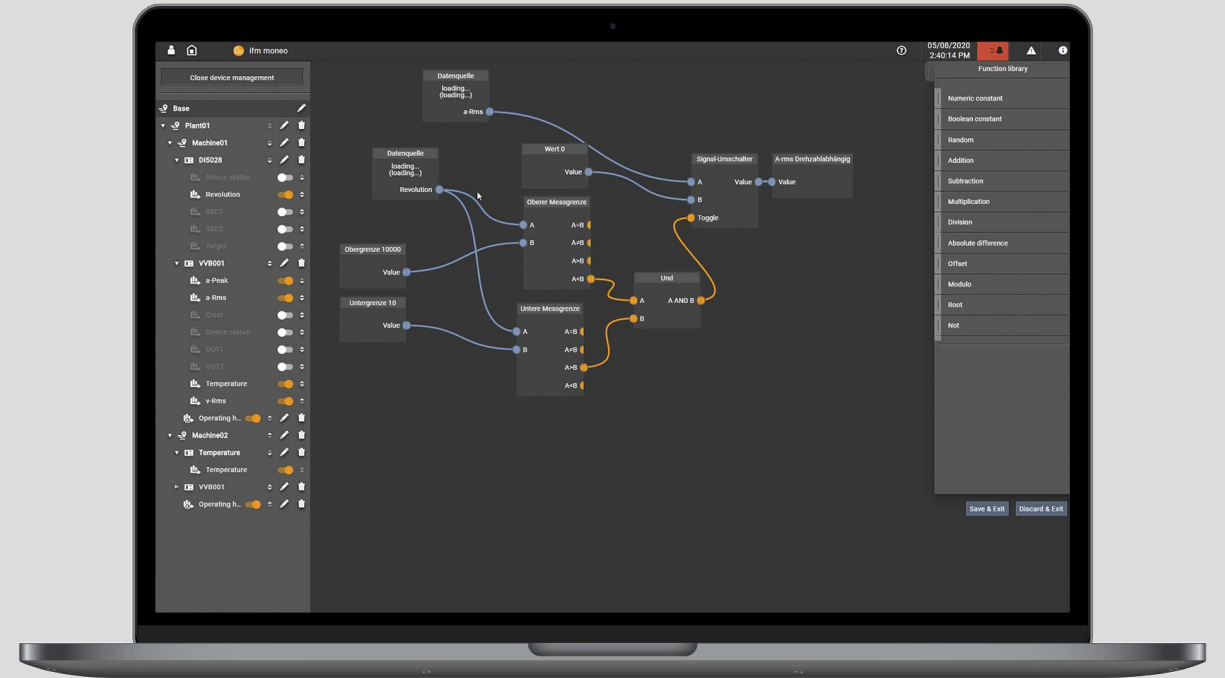 ifm moneo
05/08/2020
2:40:14 PM
2
Close device management
Base
Plant01
Machine01
DI5028
Device status
Revolution
SSC1
SSC2
Target
VVB001
a-Peak
a-Rms
Crest
Device status
OUT1
OUT2
Temperature
v-Rms
Operating h...
Machine02
Temperature
Temperature
VVB001
Operating h...
Datenquelle
loading...
(loading...)
a-Rms
Datenquelle
loading...
(loading...)
Revolution
Wert 0
Value
Obergrenze 10000
Value
Untergrenze 10
Value
Oberer Messgrenze
A A=B
B A≠B
A>B
A<B
Untere Messgrenze
A A=B
B A≠B
A>B
A<B
Und
A A AND B
B
Signal-Umschalter
A Value
B
Toggle
A-rms Drehzahlabhängig
Value
Function library
Numeric constant
Boolean constant
Random
Addition
Subtraction
Multiplication
Division
Absolute difference
Offset
Modulo
Root
Not
Save & Exit
Discard & Exit